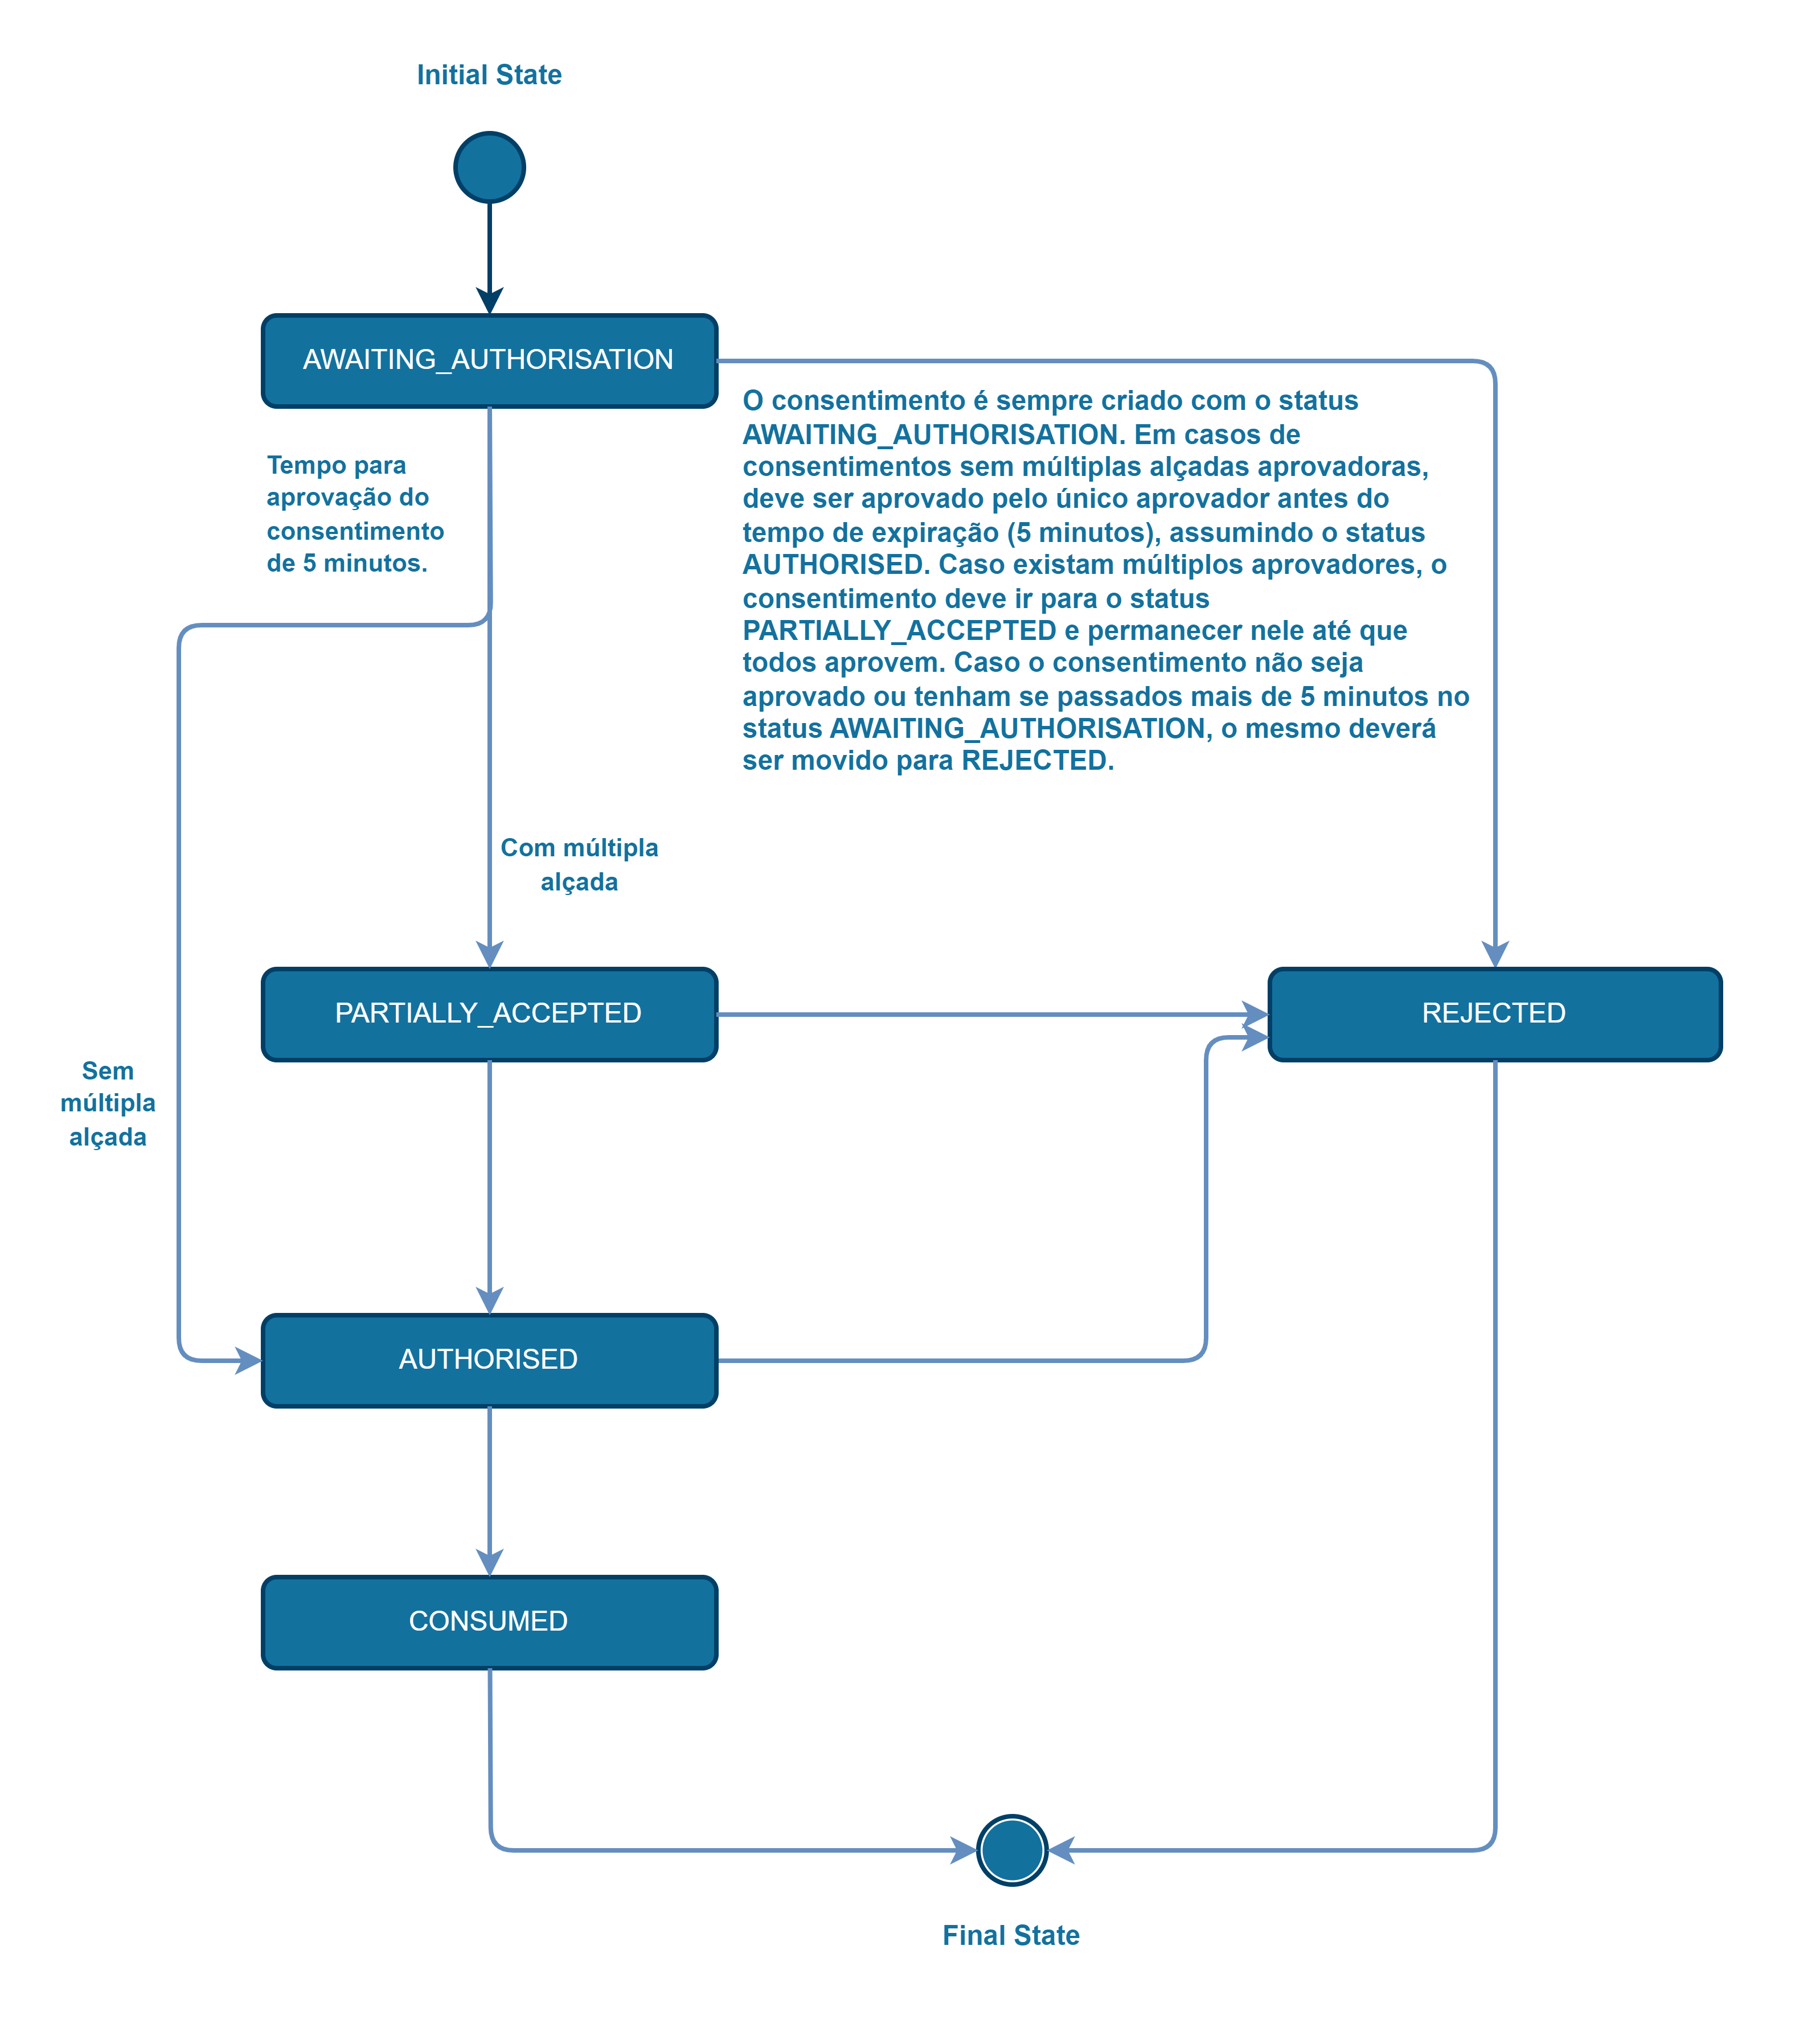 Initial State
AWAITING_AUTHORISATION
O consentimento é sempre criado com o status
AWAITING_AUTHORISATION. Em casos de
consentimentos sem múltiplas alçadas aprovadoras,
deve ser aprovado pelo único aprovador antes do
tempo de expiração (5 minutos), assumindo o status
AUTHORISED. Caso existam múltiplos aprovadores, o
consentimento deve ir para o status
PARTIALLY_ACCEPTED e permanecer nele até que
todos aprovem. Caso o consentimento não seja
aprovado ou tenham se passados mais de 5 minutos no
status AWAITING_AUTHORISATION, o mesmo deverá
ser movido para REJECTED.
Tempo para
aprovação do
consentimento
de 5 minutos.
Com múltipla
alçada
PARTIALLY_ACCEPTED
REJECTED
Sem
múltipla
alçada
AUTHORISED
CONSUMED
Final State